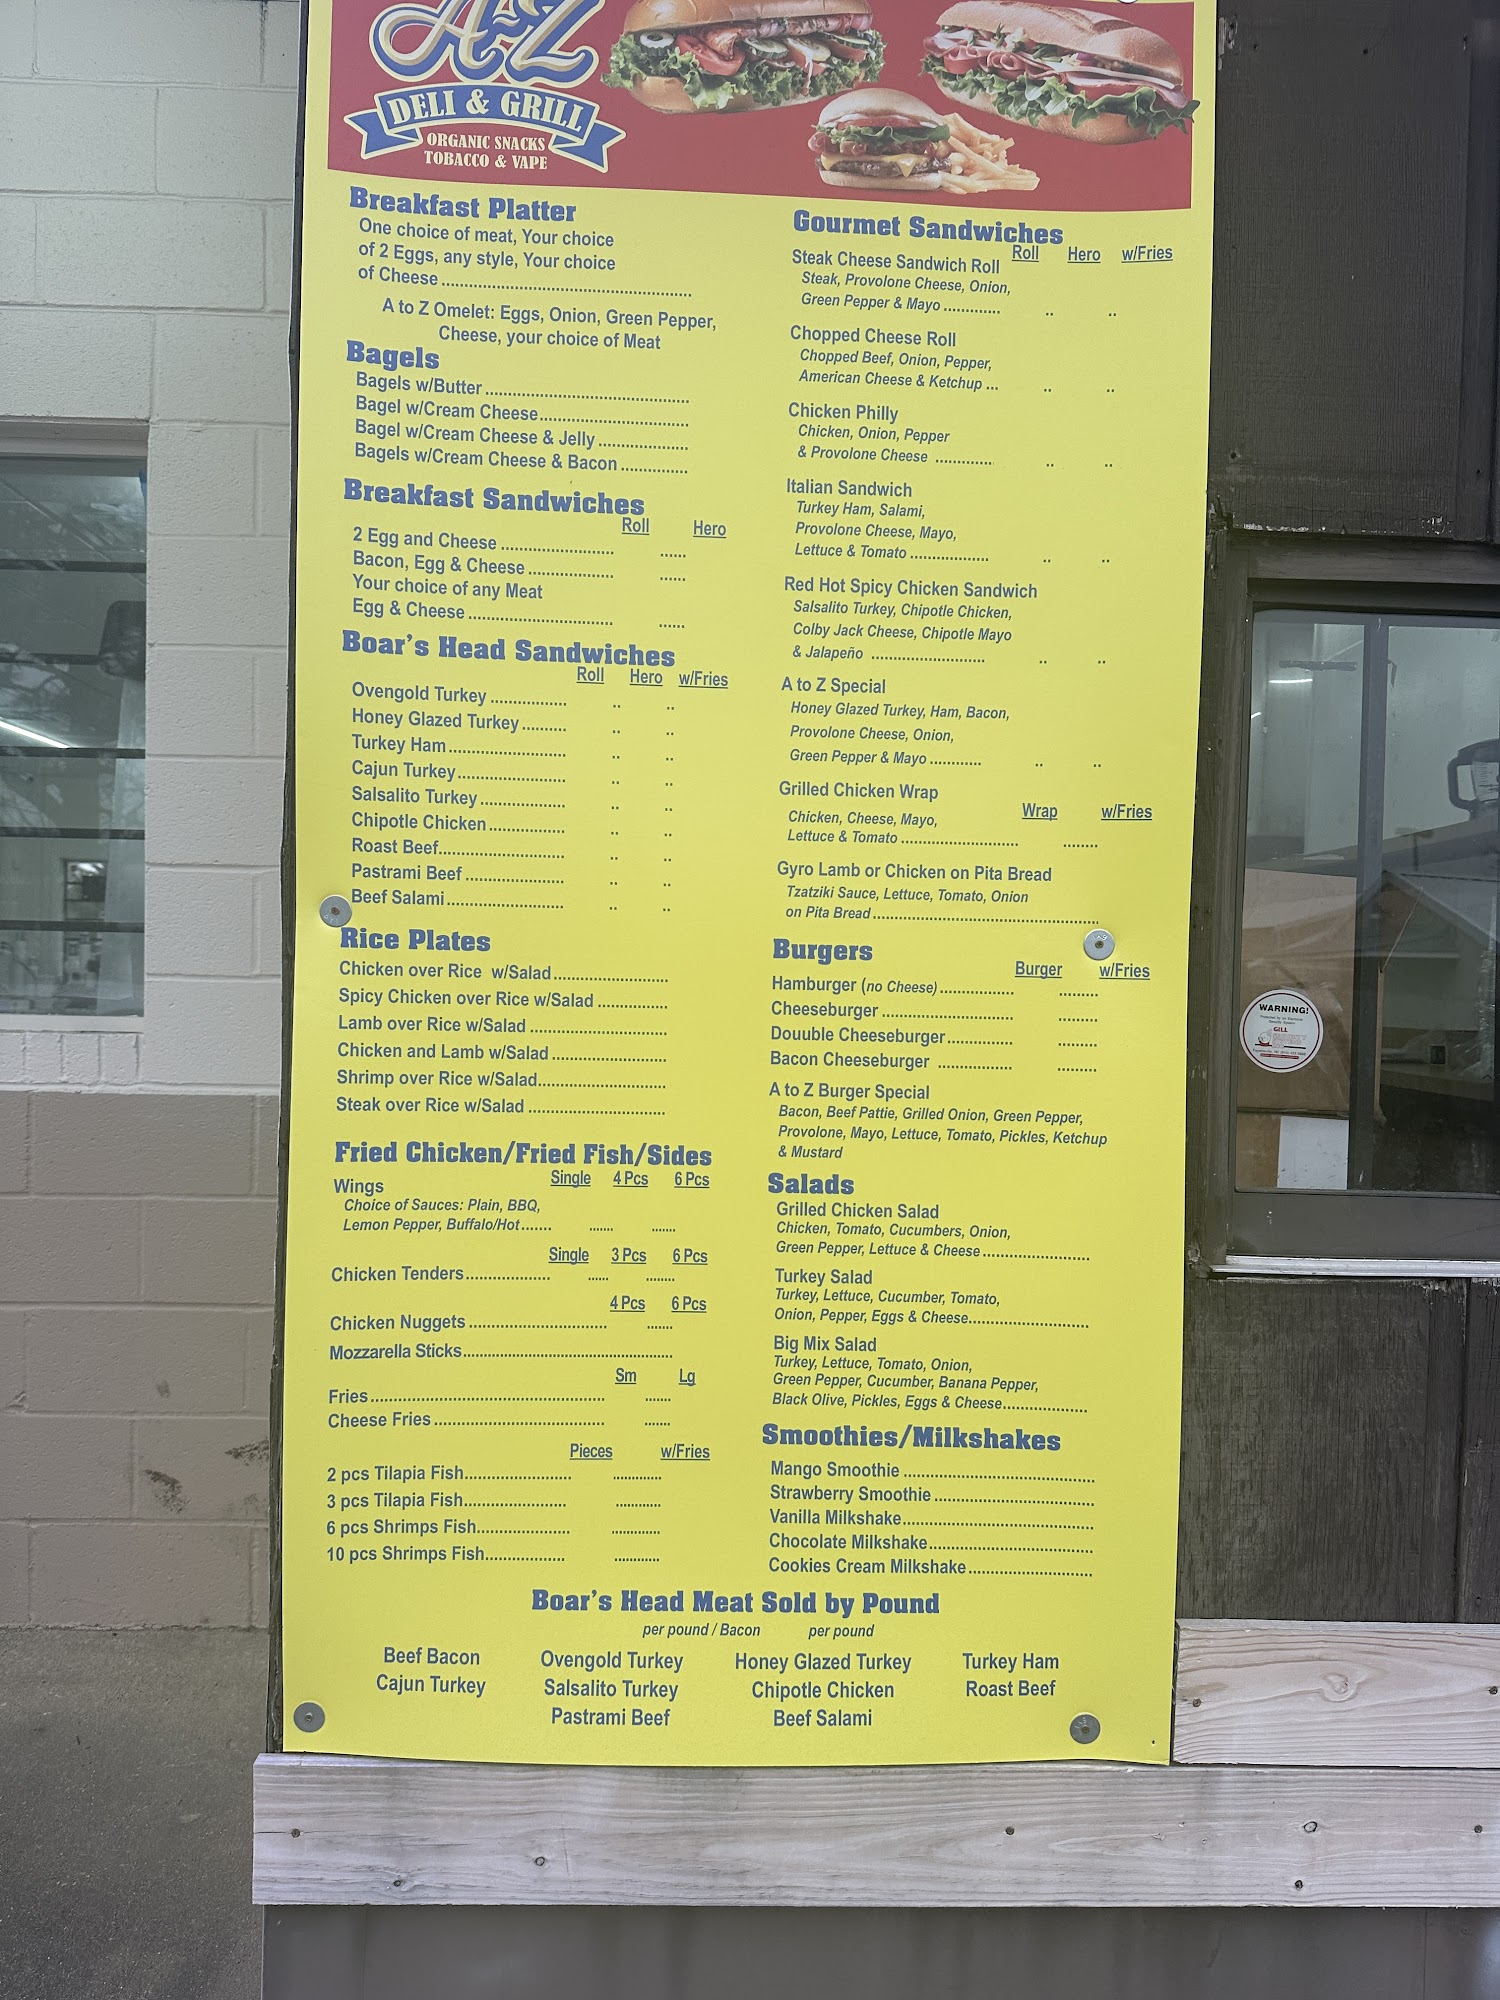 A-Z
DELI & GRILL
ORGANIC SNACKS
TOBACCO & VAPE
Breakfast Platter
One choice of meat, Your choice
of 2 Eggs, any style, Your choice
of Cheese
A to Z Omelet: Eggs, Onion, Green Pepper,
Cheese, your choice of Meat
Bagels
Bagels w/Butter
Bagel w/Cream Cheese
Bagel w/Cream Cheese & Jelly
Bagels w/Cream Cheese & Bacon
Breakfast Sandwiches
Roll Hero
2 Egg and Cheese
Bacon, Egg & Cheese
Your choice of any Meat
Egg & Cheese
Boar's Head Sandwiches
Roll Hero w/Fries
Ovengold Turkey
Honey Glazed Turkey
Turkey Ham
Cajun Turkey
Salsalito Turkey
Chipotle Chicken
Roast Beef
Pastrami Beef
Beef Salami
Rice Plates
Chicken over Rice w/Salad
Spicy Chicken over Rice w/Salad
Lamb over Rice w/Salad
Chicken and Lamb w/Salad
Shrimp over Rice w/Salad
Steak over Rice w/Salad
Fried Chicken/Fried Fish/Sides
Single 4 Pcs 6 Pcs
Wings
Choice of Sauces: Plain, BBQ,
Lemon Pepper, Buffalo/Hot
Single 3 Pcs 6 Pcs
Chicken Tenders
4 Pcs 6 Pcs
Chicken Nuggets
Mozzarella Sticks
Sm Lg
Fries
Cheese Fries
Pieces w/Fries
2 pcs Tilapia Fish
3 pcs Tilapia Fish
6 pcs Shrimps Fish
10 pcs Shrimps Fish
Gourmet Sandwiches
Roll Hero w/Fries
Steak Cheese Sandwich Roll
Steak, Provolone Cheese, Onion,
Green Pepper & Mayo
Chopped Cheese Roll
Chopped Beef, Onion, Pepper,
American Cheese & Ketchup
Chicken Philly
Chicken, Onion, Pepper
& Provolone Cheese
Italian Sandwich
Turkey Ham, Salami,
Provolone Cheese, Mayo,
Lettuce & Tomato
Red Hot Spicy Chicken Sandwich
Salsalito Turkey, Chipotle Chicken,
Colby Jack Cheese, Chipotle Mayo
& Jalapeño
A to Z Special
Honey Glazed Turkey, Ham, Bacon,
Provolone Cheese, Onion,
Green Pepper & Mayo
Grilled Chicken Wrap
Wrap w/Fries
Chicken, Cheese, Mayo,
Lettuce & Tomato
Gyro Lamb or Chicken on Pita Bread
Tzatziki Sauce, Lettuce, Tomato, Onion
on Pita Bread
Burgers
Burger w/Fries
Hamburger (no Cheese)
Cheeseburger
Douuble Cheeseburger
Bacon Cheeseburger
A to Z Burger Special
Bacon, Beef Pattie, Grilled Onion, Green Pepper,
Provolone, Mayo, Lettuce, Tomato, Pickles, Ketchup
& Mustard
Salads
Grilled Chicken Salad
Chicken, Tomato, Cucumbers, Onion,
Green Pepper, Lettuce & Cheese
Turkey Salad
Turkey, Lettuce, Cucumber, Tomato,
Onion, Pepper, Eggs & Cheese
Big Mix Salad
Turkey, Lettuce, Tomato, Onion,
Green Pepper, Cucumber, Banana Pepper,
Black Olive, Pickles, Eggs & Cheese
Smoothies/Milkshakes
Mango Smoothie
Strawberry Smoothie
Vanilla Milkshake
Chocolate Milkshake
Cookies Cream Milkshake
Boar's Head Meat Sold by Pound
per pound / Bacon per pound
Beef Bacon Ovengold Turkey Honey Glazed Turkey Turkey Ham
Cajun Turkey Salsalito Turkey Chipotle Chicken Roast Beef
Pastrami Beef Beef Salami
WARNING!
GILL